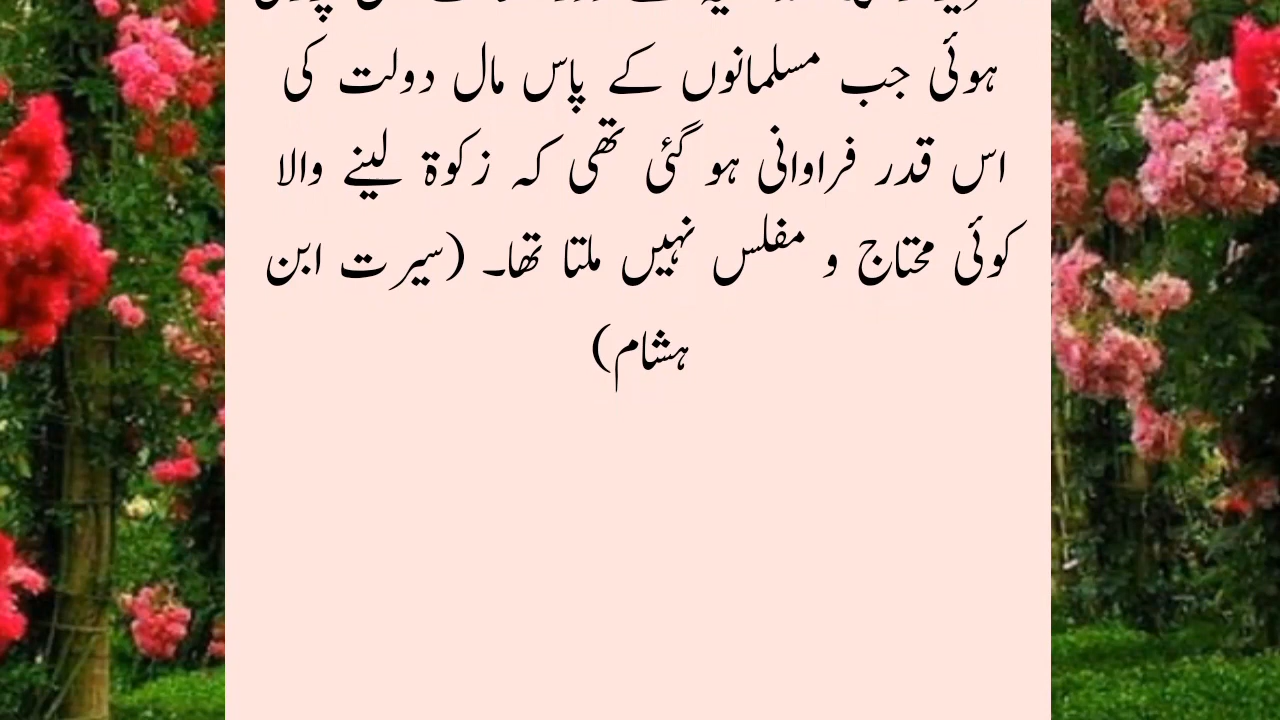 ہوئی جب مسلمانوں کے پاس مال دولت کی
اس قدر فراوانی ہو گئی تھی کہ زکوۃ لینے والا
کوئی محتاج و مفلس نہیں ملتا تھا۔ (سیرت ابن
ہشام)